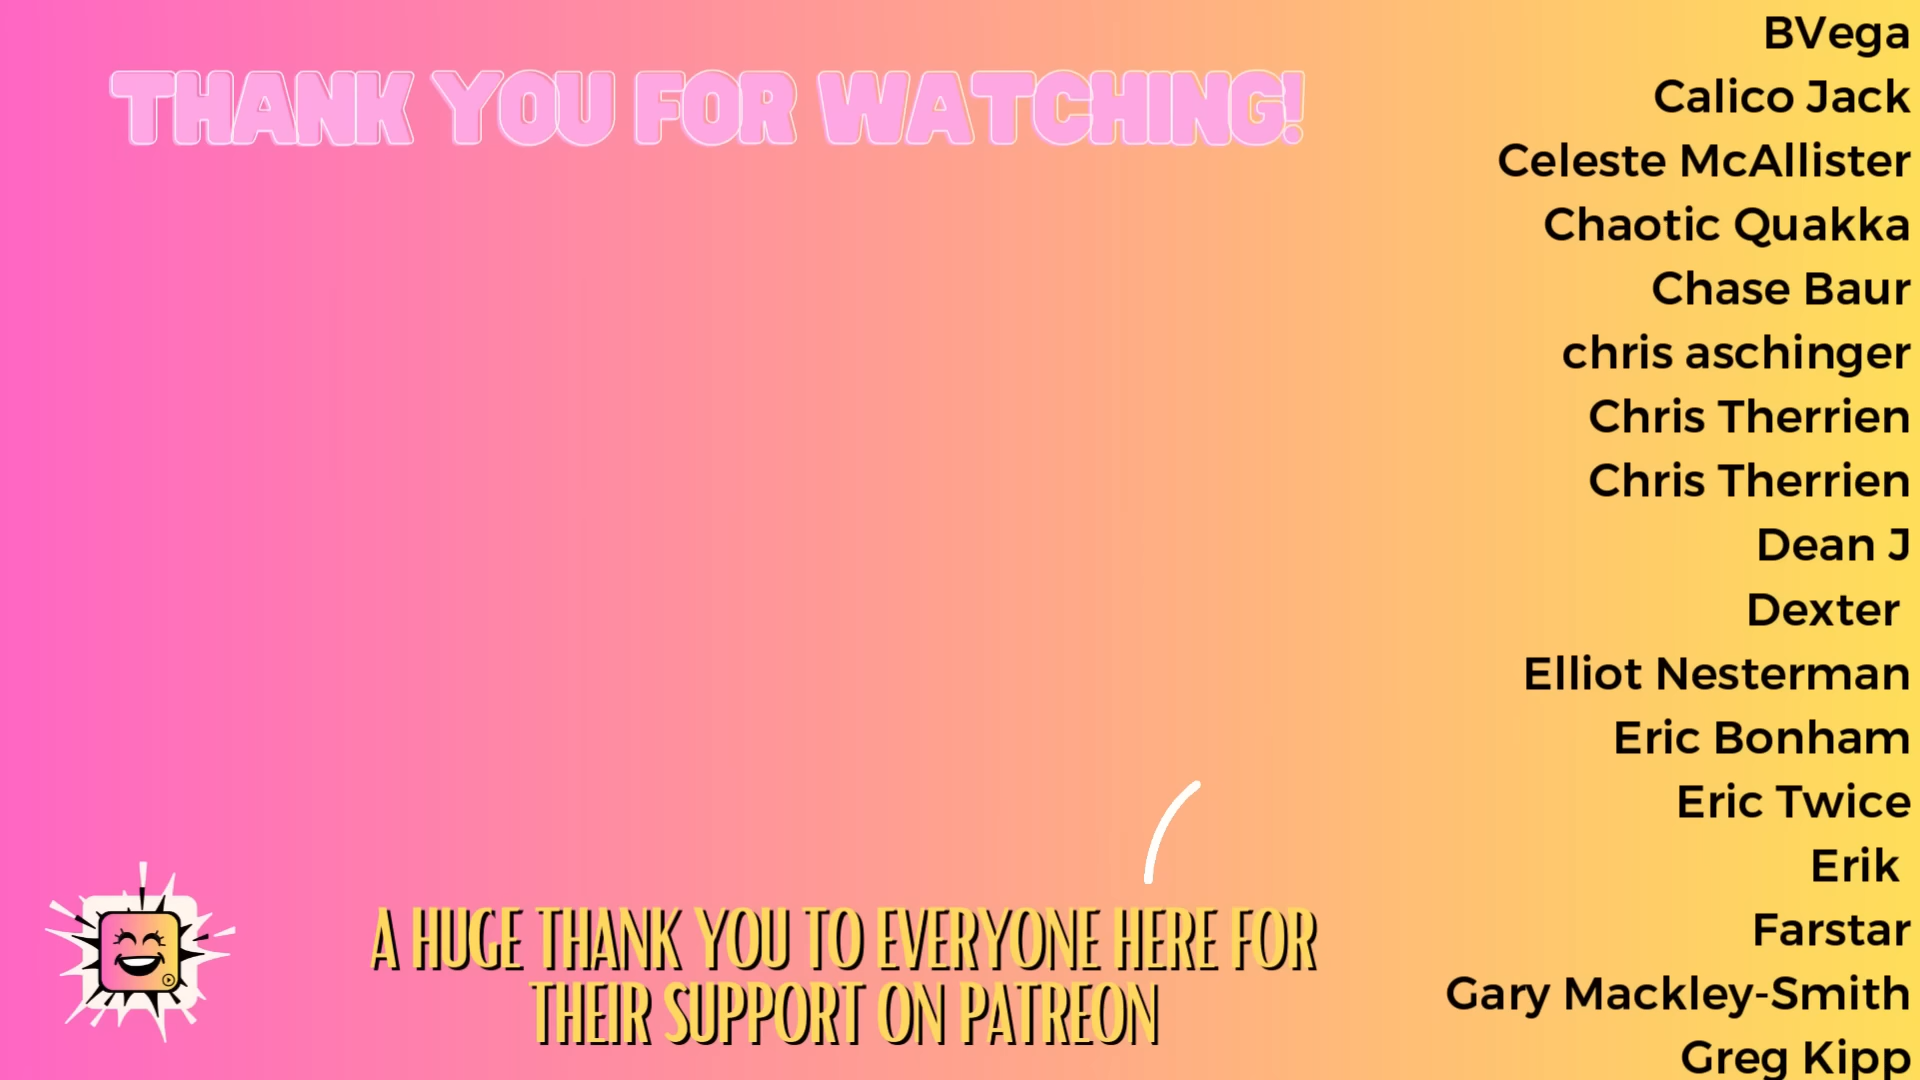 THANK YOU FOR WATCHING!
BVega
Calico Jack
Celeste McAllister
Chaotic Quakka
Chase Baur
chris aschinger
Chris Therrien
Chris Therrien
Dean J
Dexter
Elliot Nesterman
Eric Bonham
Eric Twice
Erik
Farstar
Gary Mackley-Smith
Greg Kipp
A HUGE THANK YOU TO EVERYONE HERE FOR
THEIR SUPPORT ON PATREON